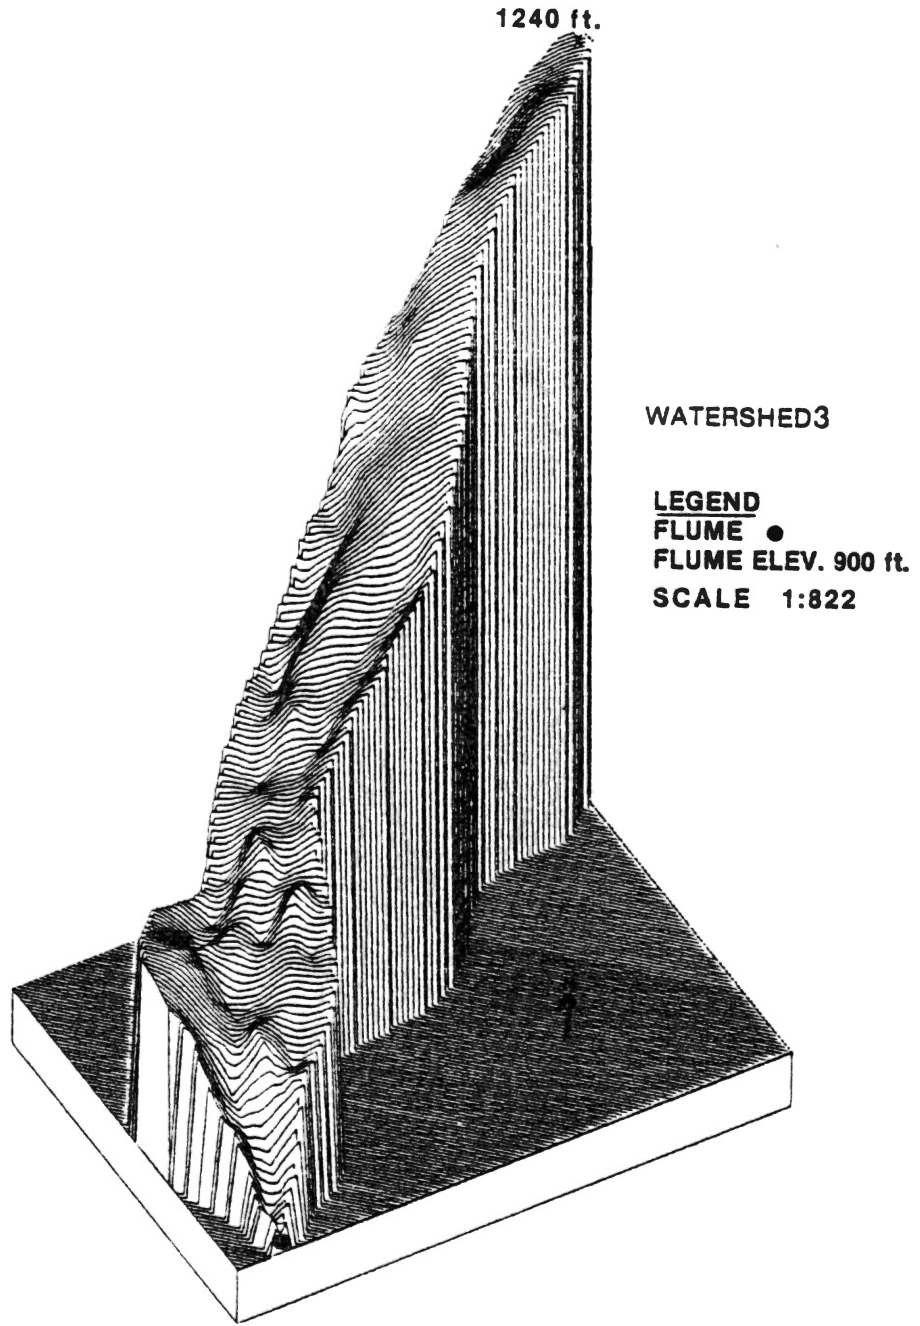 1240 ft.
WATERSHED3
LEGEND
FLUME ●
FLUME ELEV. 900 ft.
SCALE 1:822